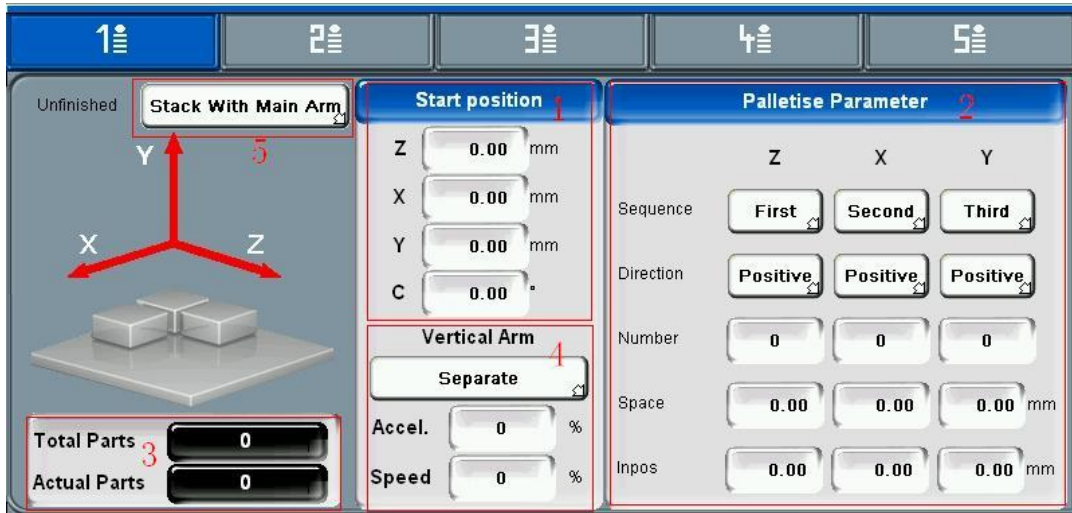 1 2 3 4 5
Unfinished Stack With Main Arm
5
Y
X Z
Total Parts 0
3
Actual Parts 0
Start position
1
Z 0.00 mm
X 0.00 mm
Y 0.00 mm
C 0.00 °
Vertical Arm
4
Separate
Accel. 0 %
Speed 0 %
Palletise Parameter
2
Z X Y
Sequence First Second Third
Direction Positive Positive Positive
Number 0 0 0
Space 0.00 0.00 0.00 mm
Inpos 0.00 0.00 0.00 mm